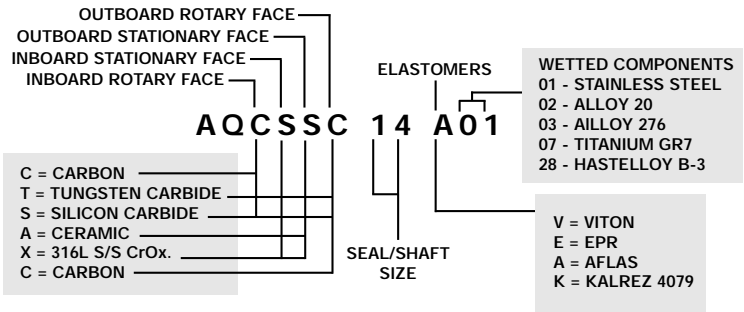 OUTBOARD ROTARY FACE
OUTBOARD STATIONARY FACE
INBOARD STATIONARY FACE
INBOARD ROTARY FACE
ELASTOMERS
WETTED COMPONENTS
01 - STAINLESS STEEL
02 - ALLOY 20
03 - AILLOY 276
07 - TITANIUM GR7
28 - HASTELLOY B-3
AQCSSC 14 A01
C = CARBON
T = TUNGSTEN CARBIDE
S = SILICON CARBIDE
A = CERAMIC
X = 316L S/S CrOx.
C = CARBON
SEAL/SHAFT
SIZE
V = VITON
E = EPR
A = AFLAS
K = KALREZ 4079